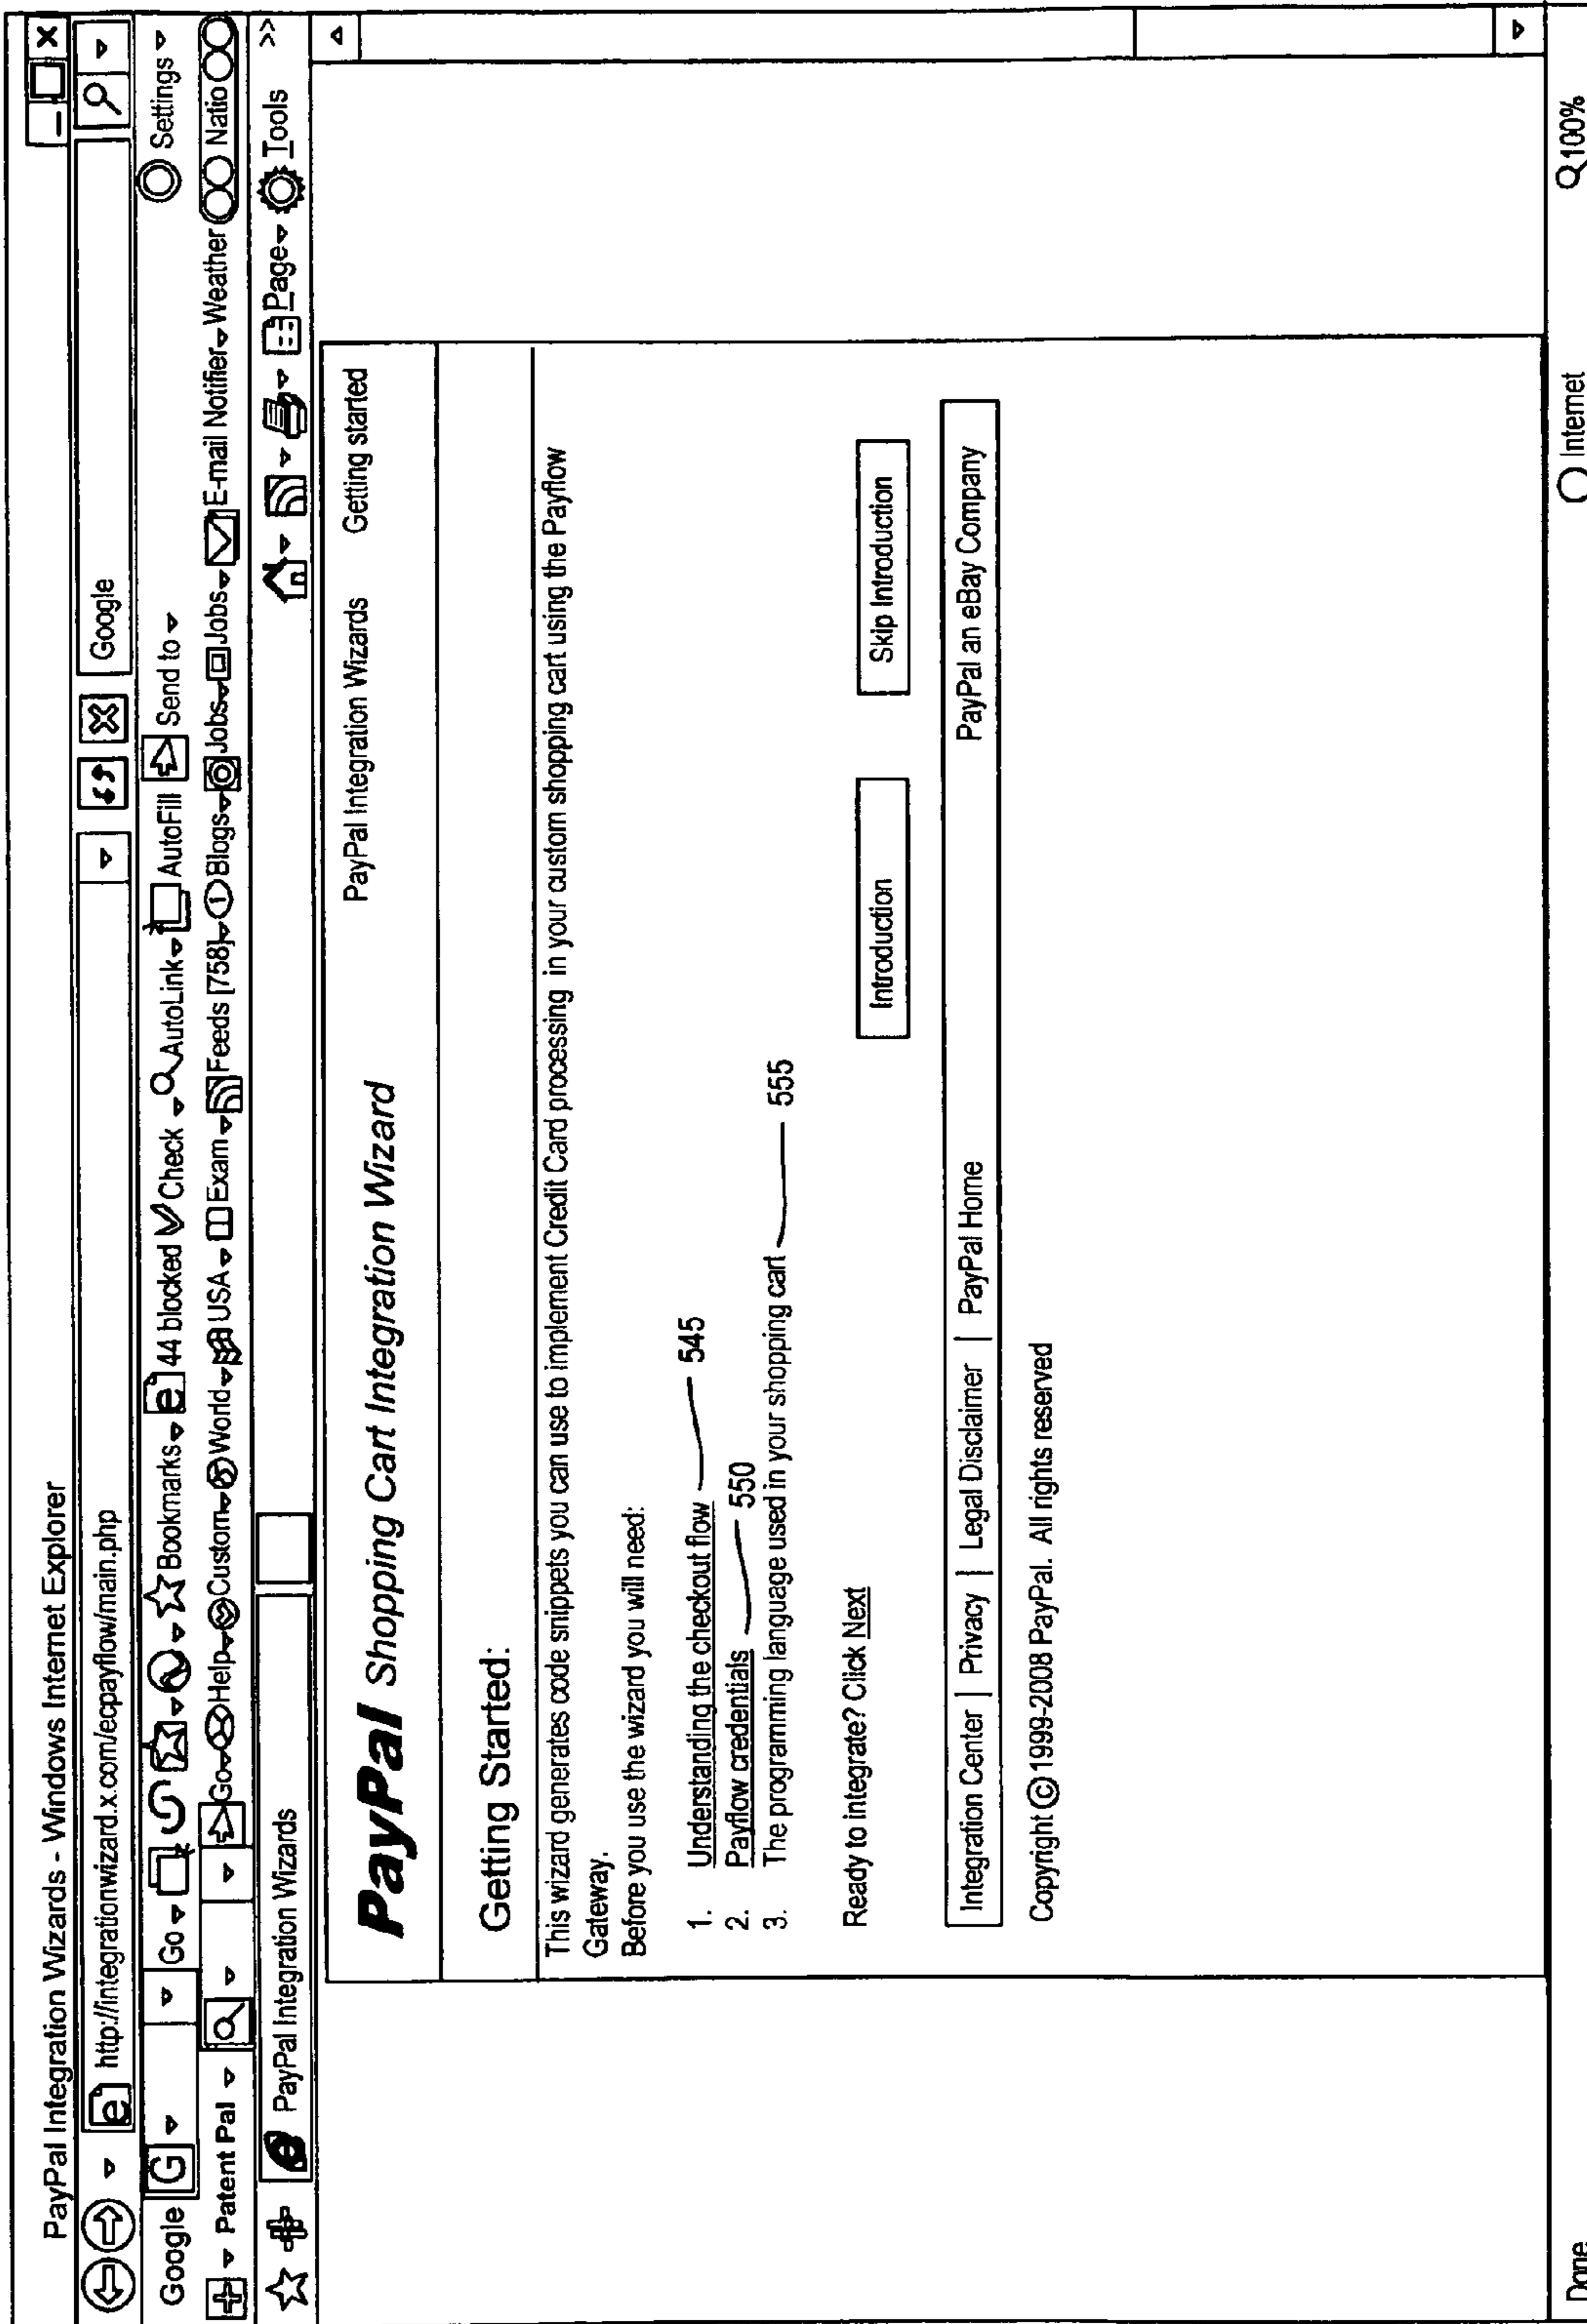 PayPal Integration Wizards - Windows Internet Explorer
http://integrationwizard.x.com/ecpayflow/main.php Google
Google G Go Bookmarks 44 blocked Check AutoLink AutoFill Send to Settings
Patent Pal Go Help Custom World USA Exam Feeds [758] Blogs Jobs Jobs E-mail Notifier Weather Natio
PayPal Integration Wizards Page Tools >>
PayPal Shopping Cart Integration Wizard PayPal Integration Wizards Getting started
Getting Started:
This wizard generates code snippets you can use to implement Credit Card processing in your custom shopping cart using the Payflow
Gateway.
Before you use the wizard you will need:
1. Understanding the checkout flow 545
2. Payflow credentials 550
3. The programming language used in your shopping cart 555
Ready to integrate? Click Next Introduction Skip Introduction
Integration Center | Privacy | Legal Disclaimer | PayPal Home PayPal an eBay Company
Copyright ©1999-2008 PayPal. All rights reserved
Done Internet 100%